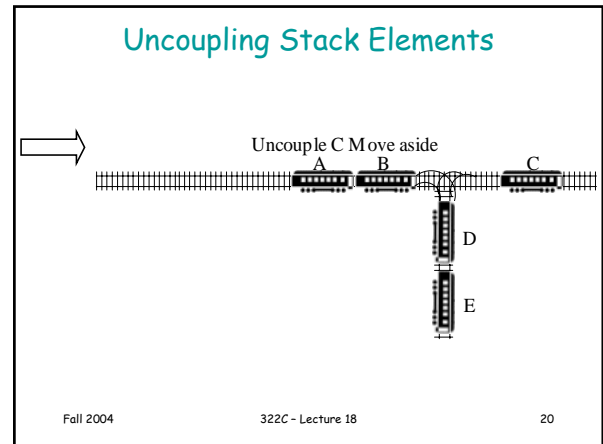 Uncoupling Stack Elements
Uncouple C Move aside
A B C
D
E
Fall 2004 322C - Lecture 18 20